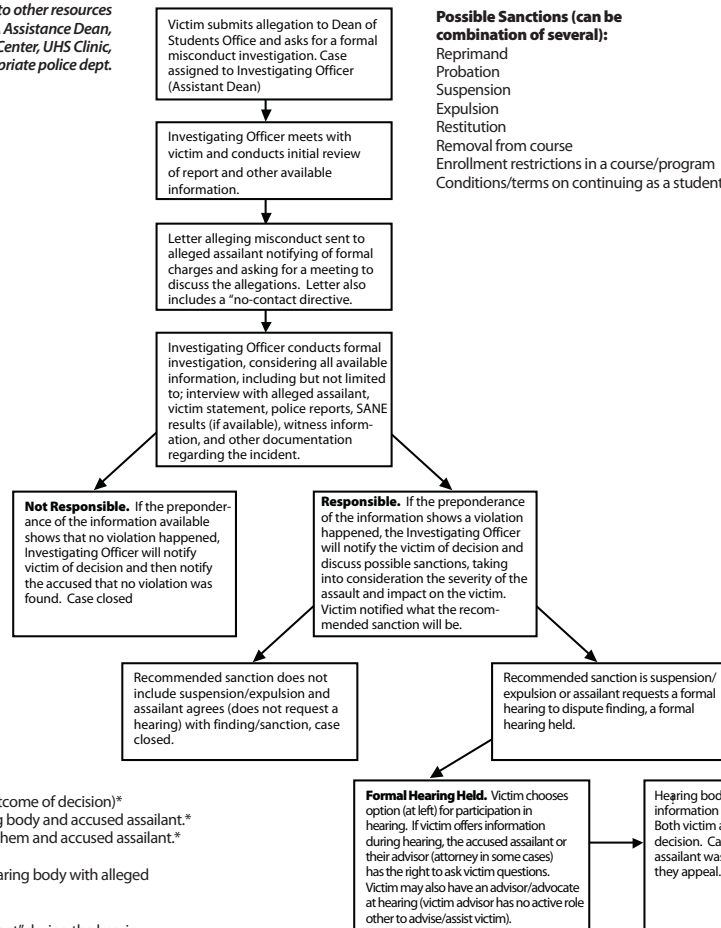 to other resources
Assistance Dean,
Center, UHS Clinic,
police dept.
Victim submits allegation to Dean of
Students Office and asks for a formal
misconduct investigation. Case
assigned to Investigating Officer
(Assistant Dean)
Possible Sanctions (can be
combination of several):
Reprimand
Probation
Suspension
Expulsion
Restitution
Removal from course
Enrollment restrictions in a course/program
Conditions/terms on continuing as a student
Investigating Officer meets with
victim and conducts initial review
of report and other available
information.
Letter alleging misconduct sent to
alleged assailant notifying of formal
charges and asking for a meeting to
discuss the allegations. Letter also
includes a "no-contact directive.
Investigating Officer conducts formal
investigation, considering all available
information, including but not limited
to; interview with alleged assailant,
victim statement, police reports, SANE
results (if available), witness inform-
ation, and other documentation
regarding the incident.
Not Responsible. If the preponder-
ance of the information available
shows that no violation happened,
Investigating Officer will notify
victim of decision and then notify
the accused that no violation was
found. Case closed
Responsible. If the preponderance
of the information shows a violation
happened, the Investigating Officer
will notify the victim of decision and
discuss possible sanctions, taking
into consideration the severity of the
assault and impact on the victim.
Victim notified what the recom-
mended sanction will be.
Recommended sanction does not
include suspension/expulsion and
assailant agrees (does not request a
hearing) with finding/sanction, case
closed.
Recommended sanction is suspension/
expulsion or assailant requests a formal
hearing to dispute finding, a formal
hearing held.
of decision)*
body and accused assailant.*
and accused assailant.*
body with alleged
Formal Hearing Held. Victim chooses
option (at left) for participation in
hearing. If victim offers information
during hearing, the accused assailant or
their advisor (attorney in some cases)
has the right to ask victim questions.
Victim may also have an advisor/advocate
at hearing (victim advisor has no active role
other to advise/assist victim).
Hearing
information
Both victim
decision.
assailant was
they appeal.